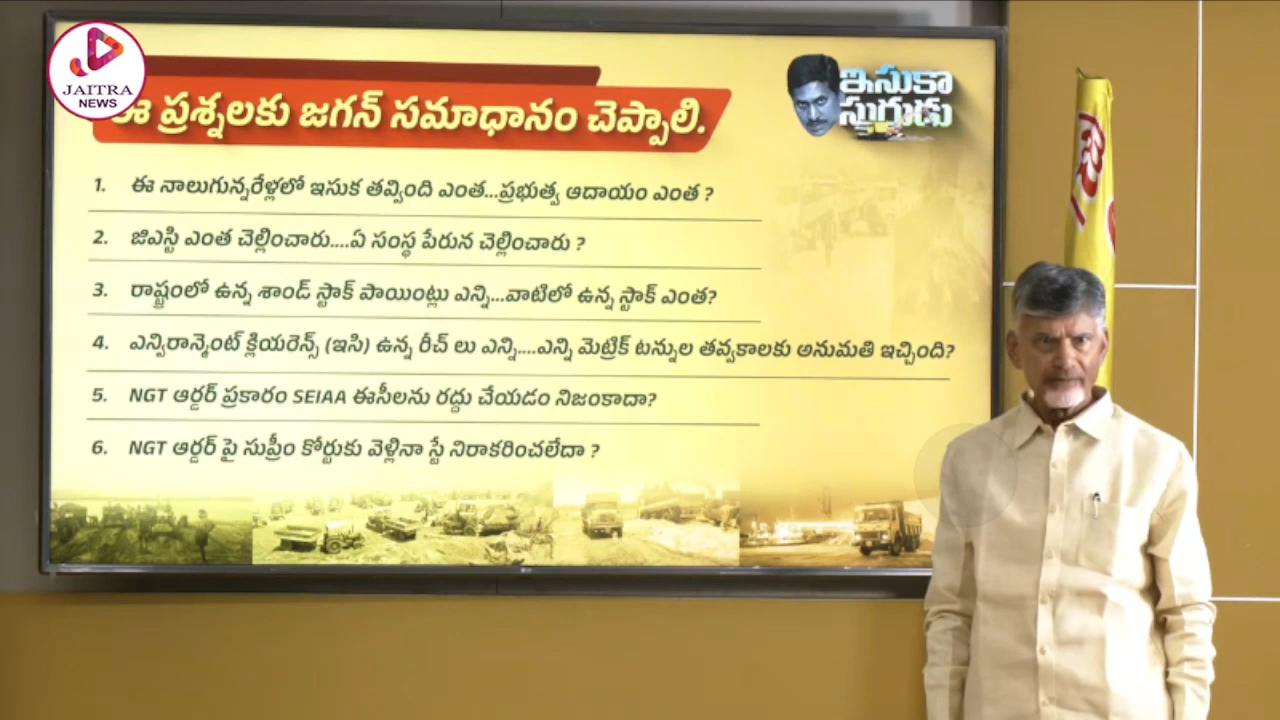 JAITRA
NEWS
ఈ ప్రశ్నలకు జగన్ సమాధానం చెప్పాలి.
ఇసుకా
సురుడు
1. ఈ నాలుగున్నరేళ్లలో ఇసుక తవ్వింది ఎంత...ప్రభుత్వ ఆదాయం ఎంత ?
2. జిఎస్టి ఎంత చెల్లించారు....ఏ సంస్థ పేరున చెల్లించారు ?
3. రాష్ట్రంలో ఉన్న శాండ్ స్టాక్ పాయింట్లు ఎన్ని...వాటిలో ఉన్న స్టాక్ ఎంత?
4. ఎన్విరాన్మెంట్ క్లియరెన్స్ (ఇసి) ఉన్న రీచ్ లు ఎన్ని....ఎన్ని మెట్రిక్ టన్నుల తవ్వకాలకు అనుమతి ఇచ్చింది?
5. NGT ఆర్డర్ ప్రకారం SEIAA ఈసీలను రద్దు చేయడం నిజంకాదా?
6. NGT ఆర్డర్ పై సుప్రీం కోర్టుకు వెళ్లినా స్టే నిరాకరించలేదా ?